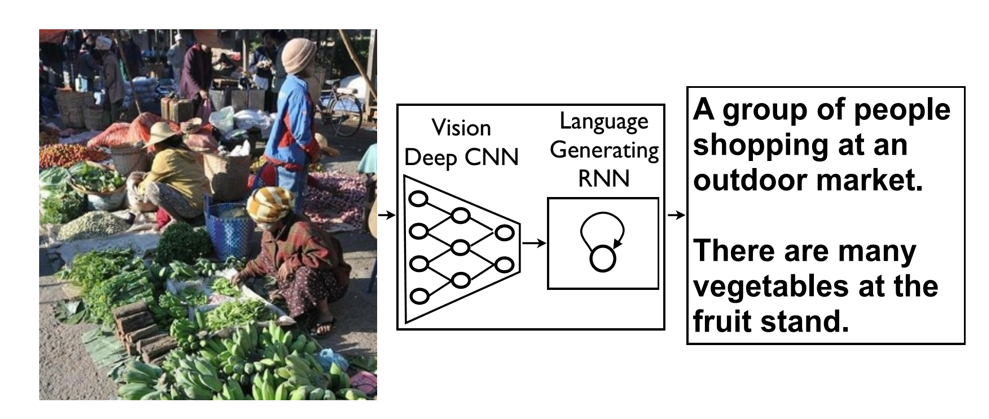 Vision
Deep CNN
Language
Generating
RNN
A group of people
shopping at an
outdoor market.
There are many
vegetables at the
fruit stand.